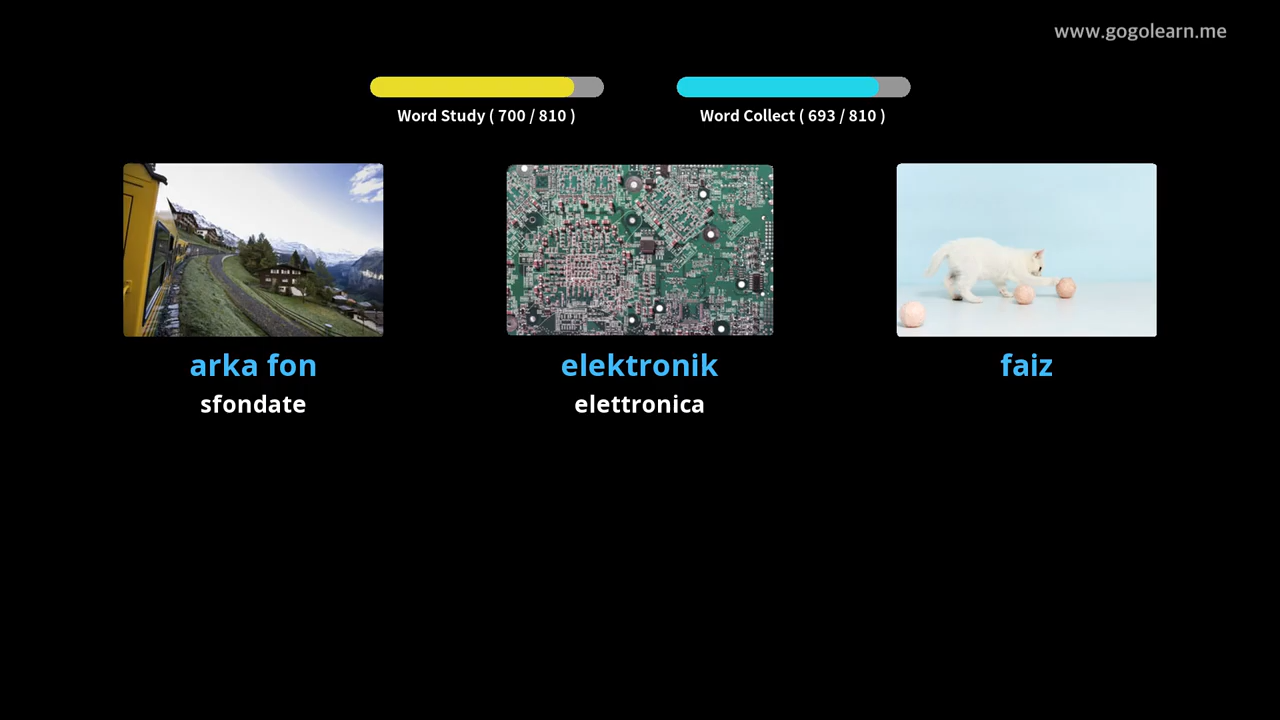 www.gogolearn.me
Word Study ( 700 / 810 )
Word Collect ( 693 / 810 )
arka fon
sfondate
elektronik
elettronica
faiz